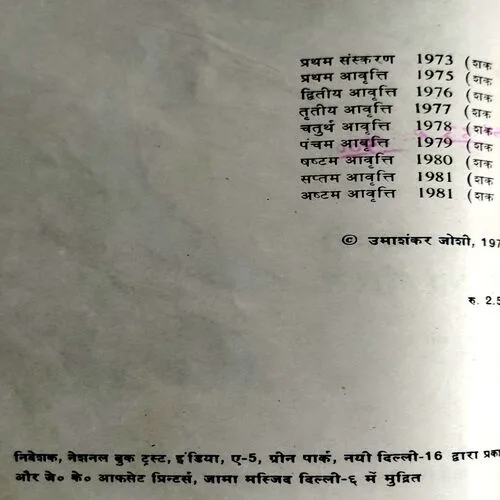 प्रथम संस्करण 1973 (शक
प्रथम आवृत्ति 1975 (शक
द्वितीय आवृत्ति 1976 (शक
तृतीय आवृत्ति 1977 (शक
चतुर्थ आवृत्ति 1978 (शक
पंचम आवृत्ति 1979 (शक
षष्टम आवृत्ति 1980 (शक
सप्तम आवृत्ति 1981 (शक
अष्टम आवृत्ति 1981 (शक
© उमाशंकर जोशी, 197
रु. 2.5
निबेशक, नेशनल बुक ट्रस्ट, इंडिया, ए-5, ग्रीन पार्क, नयी दिल्ली-16 द्वारा प्रका
और जे० के० आफसेट प्रिन्टर्स, जामा मस्जिद दिल्ली-६ में मुद्रित